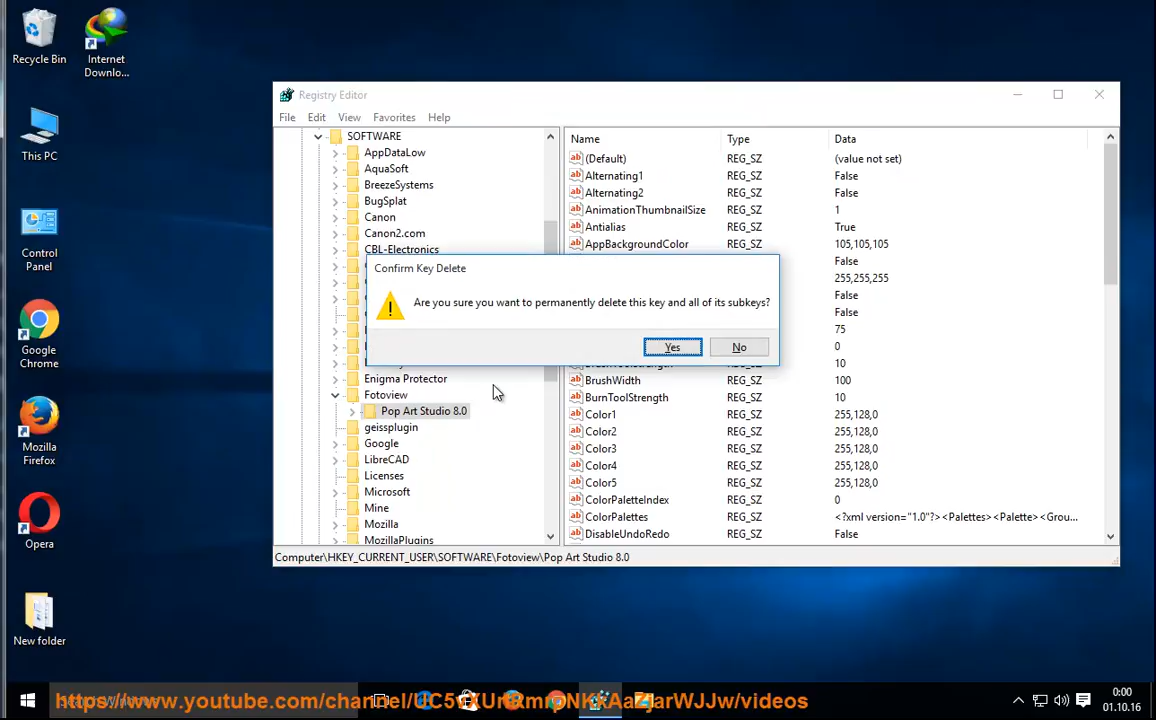 Recycle Bin
Internet
Downlo...
This PC
Control
Panel
Google
Chrome
Mozilla
Firefox
Opera
New folder
Registry Editor
File Edit View Favorites Help
SOFTWARE
AppDataLow
AquaSoft
BreezeSystems
BugSplat
Canon
Canon2.com
CBL-Electronics
Enigma Protector
Fotoview
Pop Art Studio 8.0
geissplugin
Google
LibreCAD
Licenses
Microsoft
Mine
Mozilla
MozillaPlugins
Name Type Data
(Default) REG_SZ (value not set)
Alternating1 REG_SZ False
Alternating2 REG_SZ False
AnimationThumbnailSize REG_SZ 1
Antialias REG_SZ True
AppBackgroundColor REG_SZ 105,105,105
False
255,255,255
False
False
75
0
10
BrushWidth REG_SZ 100
BurnToolStrength REG_SZ 10
Color1 REG_SZ 255,128,0
Color2 REG_SZ 255,128,0
Color3 REG_SZ 255,128,0
Color4 REG_SZ 255,128,0
Color5 REG_SZ 255,128,0
ColorPaletteIndex REG_SZ 0
ColorPalettes REG_SZ <?xml version="1.0"?><Palettes><Palette><Grou...
DisableUndoRedo REG_SZ False
Confirm Key Delete
Are you sure you want to permanently delete this key and all of its subkeys?
Yes No
Computer\HKEY_CURRENT_USER\SOFTWARE\Fotoview\Pop Art Studio 8.0
0:00
01.10.16